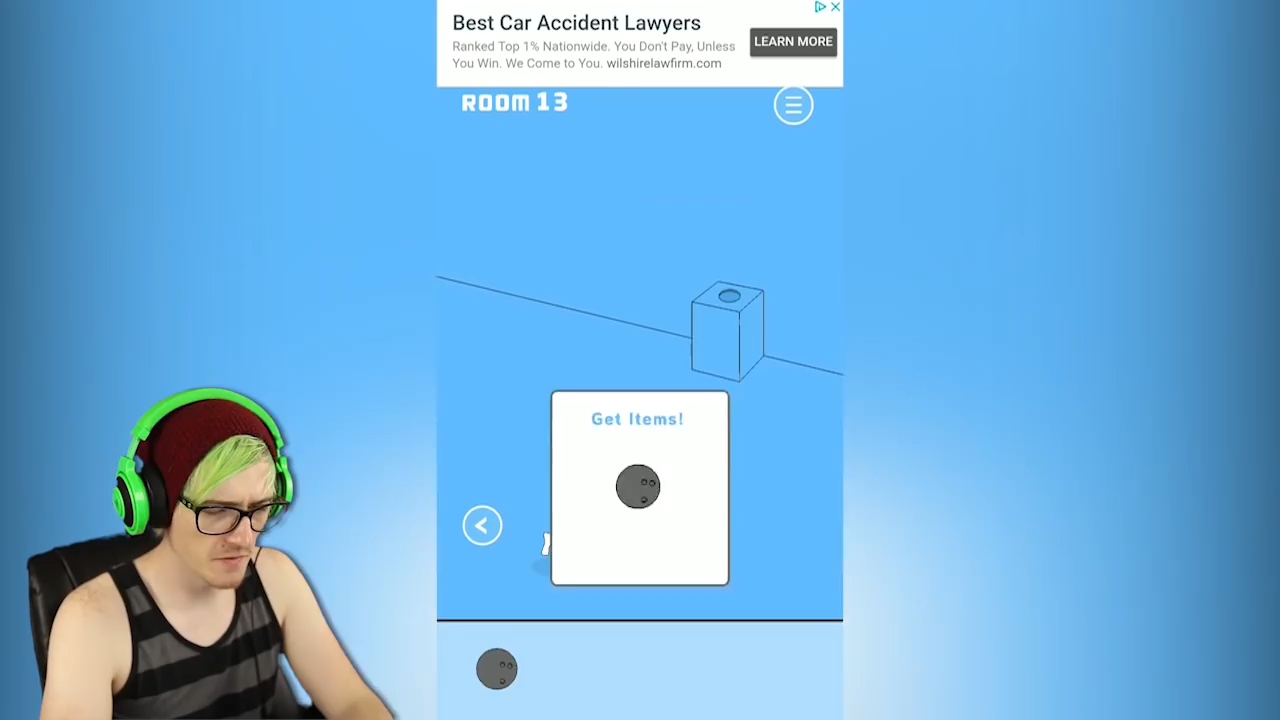 Best Car Accident Lawyers
Ranked Top 1% Nationwide. You Don't Pay, Unless
You Win. We Come to You. wilshirelawfirm.com
LEARN MORE
ROOM 13
Get Items!